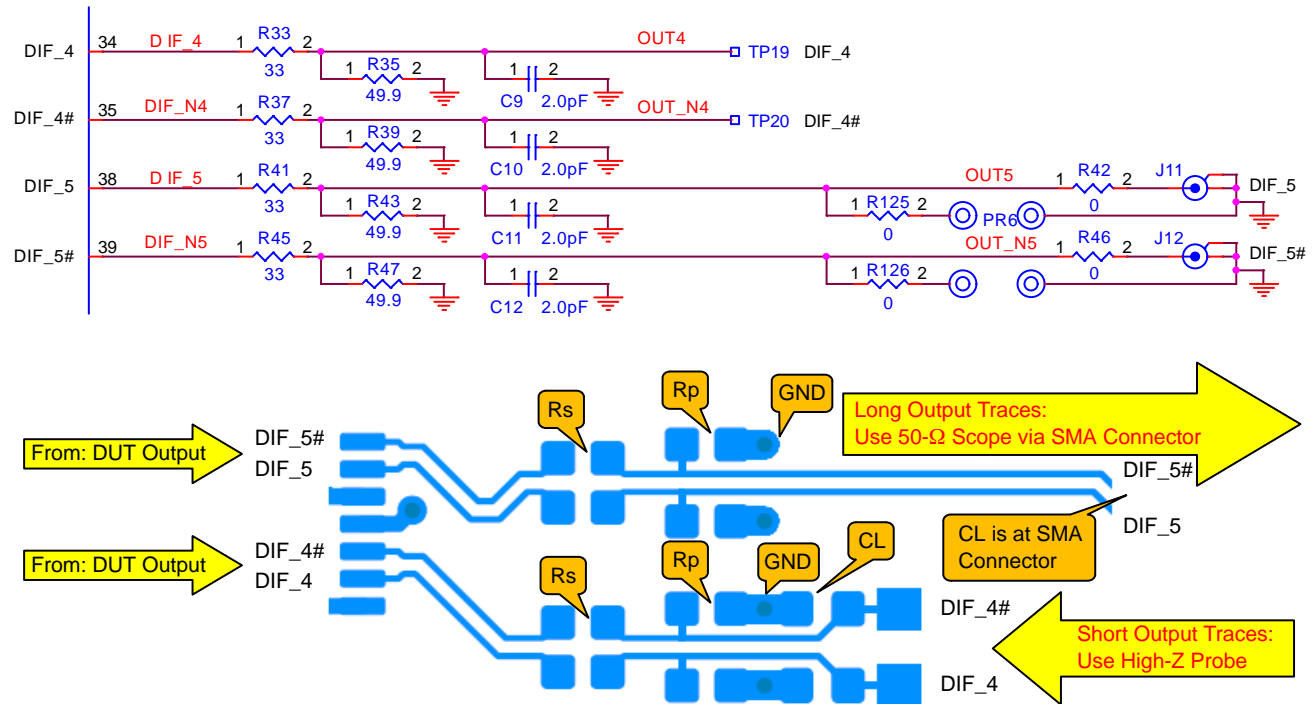 DIF_4 34 DIF_4 1 R33 2 OUT4 TP19 DIF_4
33
1 R35 2
49.9
1 2
C9 2.0pF
DIF_4# 35 DIF_N4 1 R37 2 OUT_N4 TP20 DIF_4#
33
1 R39 2
49.9
1 2
C10 2.0pF
DIF_5 38 DIF_5 1 R41 2 OUT5 1 R42 2 J11 DIF_5
33
0
1 R43 2
49.9
1 2
C11 2.0pF
1 R125 2 PR6
0
DIF_5# 39 DIF_N5 1 R45 2 OUT_N5 1 R46 2 J12 DIF_5#
33
0
1 R47 2
49.9
1 2
C12 2.0pF
1 R126 2
0
From: DUT Output
DIF_5#
DIF_5
Rs
Rp
GND
Long Output Traces:
Use 50-Ω Scope via SMA Connector
DIF_5#
DIF_5
CL is at SMA
Connector
From: DUT Output
DIF_4#
DIF_4
Rs
Rp
GND
CL
DIF_4#
DIF_4
Short Output Traces:
Use High-Z Probe